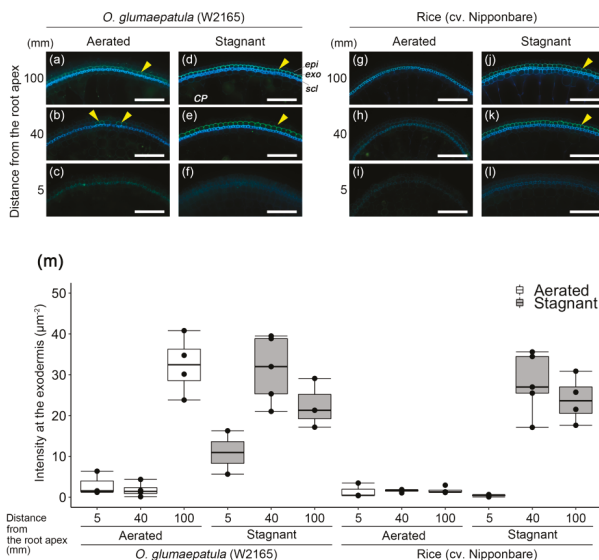 O. glumaepatula (W2165) Rice (cv. Nipponbare)
(mm) Aerated Stagnant Aerated Stagnant
Distance from the root apex
100 (a) (d) epi exo scl CP 100 (g) (j)
40 (b) (e) 40 (h) (k)
5 (c) (f) 5 (i) (l)
(m)
Intensity at the exodermis (µm-2)
Aerated
Stagnant
50
40
30
20
10
0
Distance from the root apex (mm)
5 40 100 5 40 100 5 40 100 5 40 100
Aerated Stagnant Aerated Stagnant
O. glumaepatula (W2165) Rice (cv. Nipponbare)